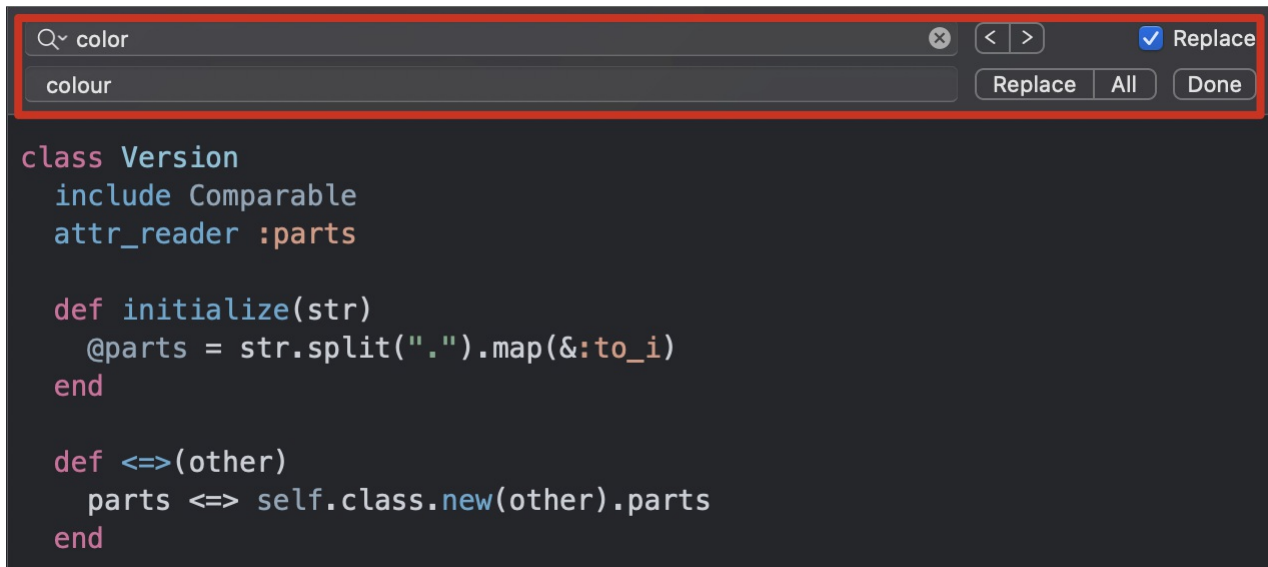 color
< > Replace
colour
Replace All Done
class Version
  include Comparable
  attr_reader :parts

  def initialize(str)
    @parts = str.split(".").map(&:to_i)
  end

  def <=>(other)
    parts <=> self.class.new(other).parts
  end